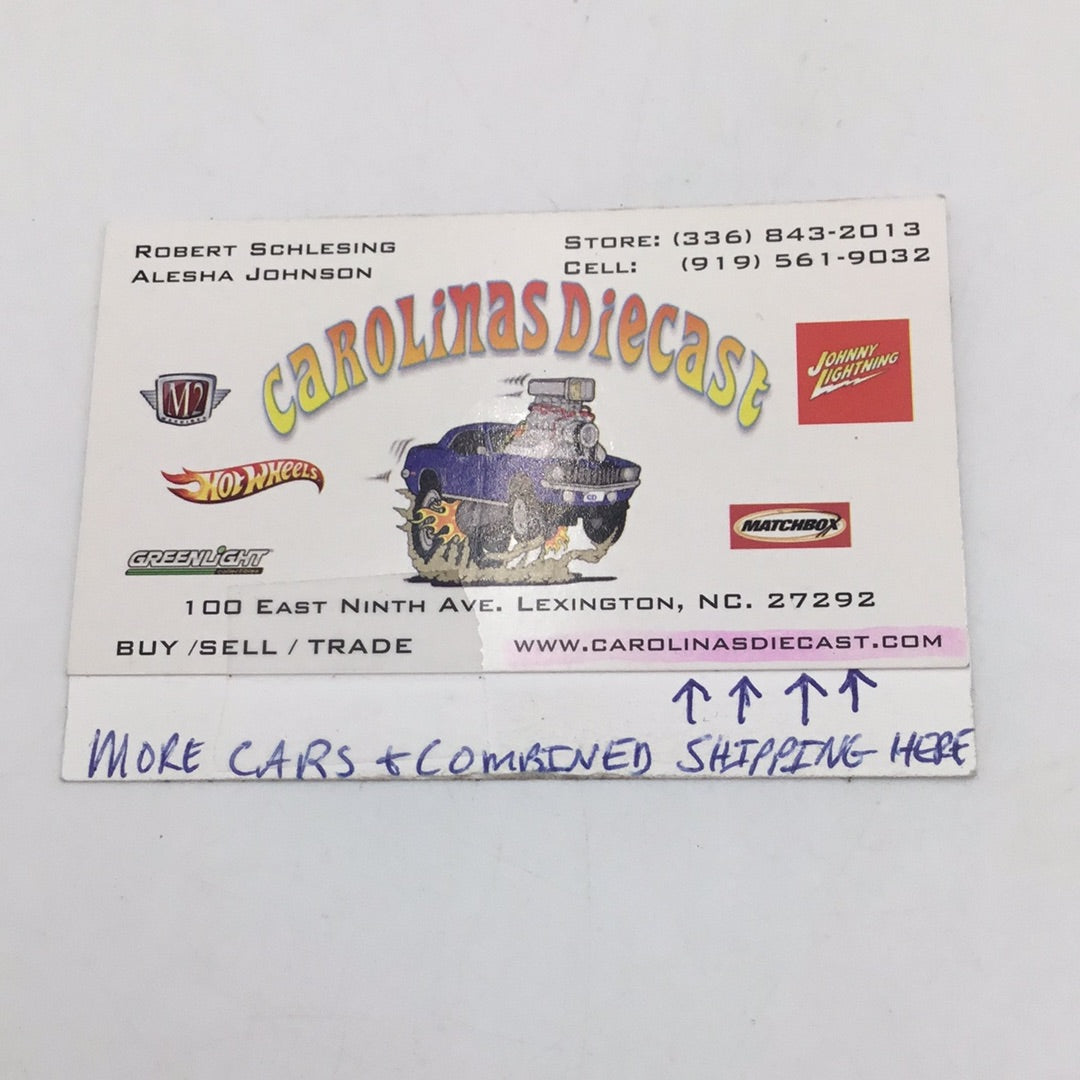 ROBERT SCHLESING
ALESHA JOHNSON
STORE: (336) 843-2013
CELL: (919) 561-9032
CAROLINAS DIECAST
M2
JOHNNY LIGHTNING
HOT WHEELS
MATCHBOX
GREENLIGHT
CD
100 EAST NINTH AVE. LEXINGTON, NC. 27292
BUY /SELL / TRADE
WWW.CAROLINASDIECAST.COM
↑ ↑ ↑ ↑
MORE CARS + COMBINED SHIPPING HERE